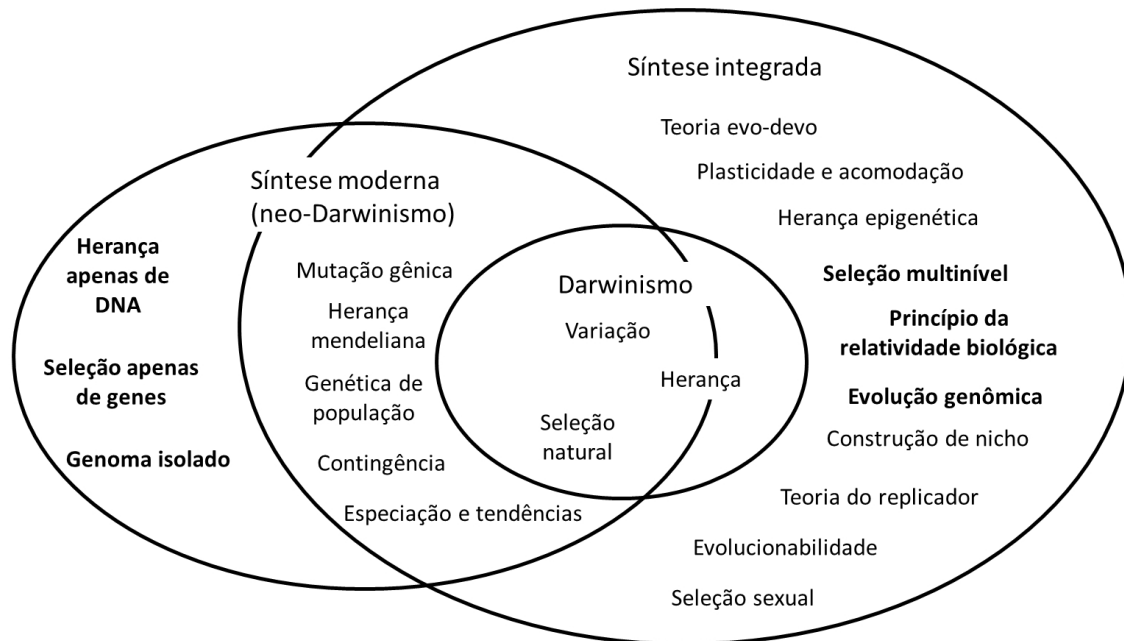 Síntese integrada
Teoria evo-devo
Plasticidade e acomodação
Herança epigenética
Seleção multinível
Princípio da
relatividade biológica
Evolução genômica
Construção de nicho
Teoria do replicador
Evolucionabilidade
Seleção sexual
Síntese moderna
(neo-Darwinismo)
Herança
apenas de
DNA
Seleção apenas
de genes
Genoma isolado
Mutação gênica
Herança
mendeliana
Genética de
população
Contingência
Especiação e tendências
Darwinismo
Variação
Herança
Seleção
natural